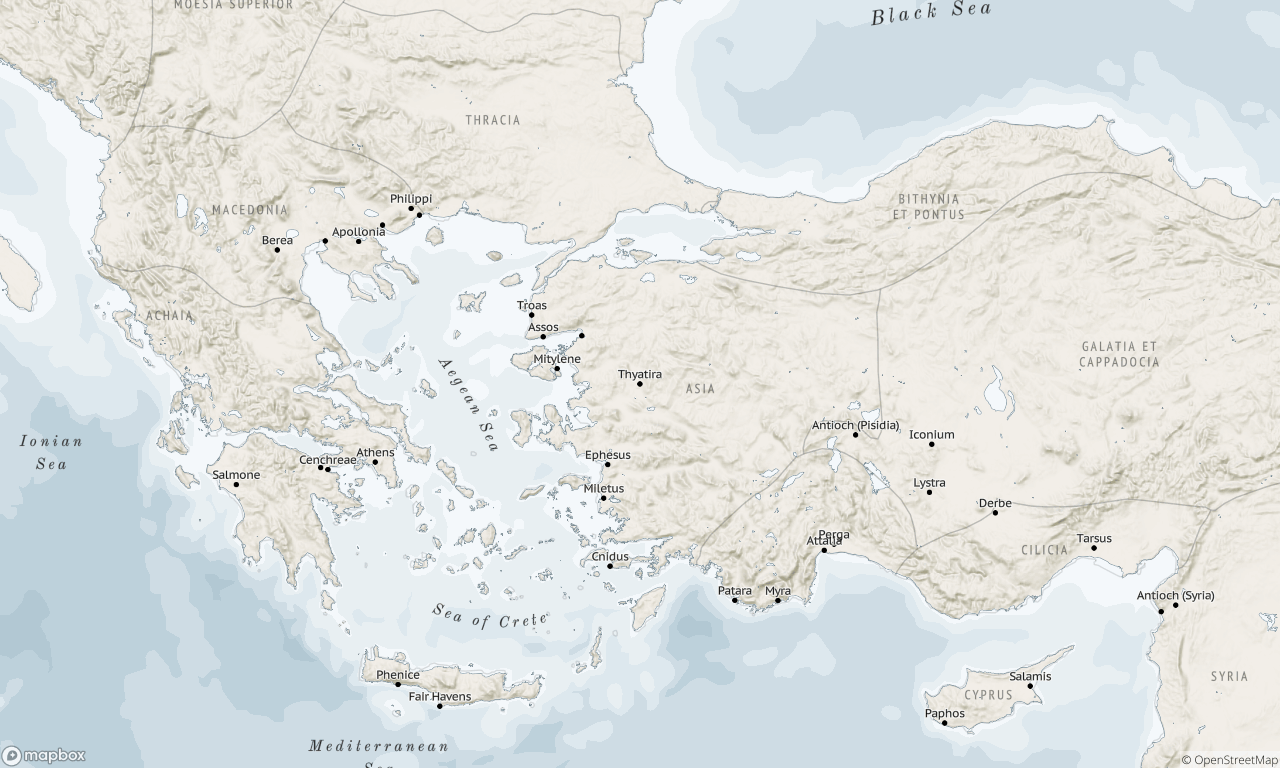 MOESIA SUPERIOR
Black Sea
THRACIA
Philippi
MACEDONIA
BITHYNIA
ET PONTUS
Apollonia
Berea
Troas
ACHAIA
Assos
GALATIA ET
CAPPADOCIA
Mitylene
Thyatira
ASIA
Aegean Sea
Antioch (Pisidia)
Iconium
Ionian
Sea
Athens
Cenchreae
Ephesus
Salmone
Lystra
Miletus
Derbe
Perga
Attalia
Tarsus
CILICIA
Cnidus
Patara
Myra
Antioch (Syria)
Sea of Crete
Phenice
Salamis
SYRIA
Fair Havens
CYPRUS
Paphos
Mediterranean
Sea
mapbox
© OpenStreetMap